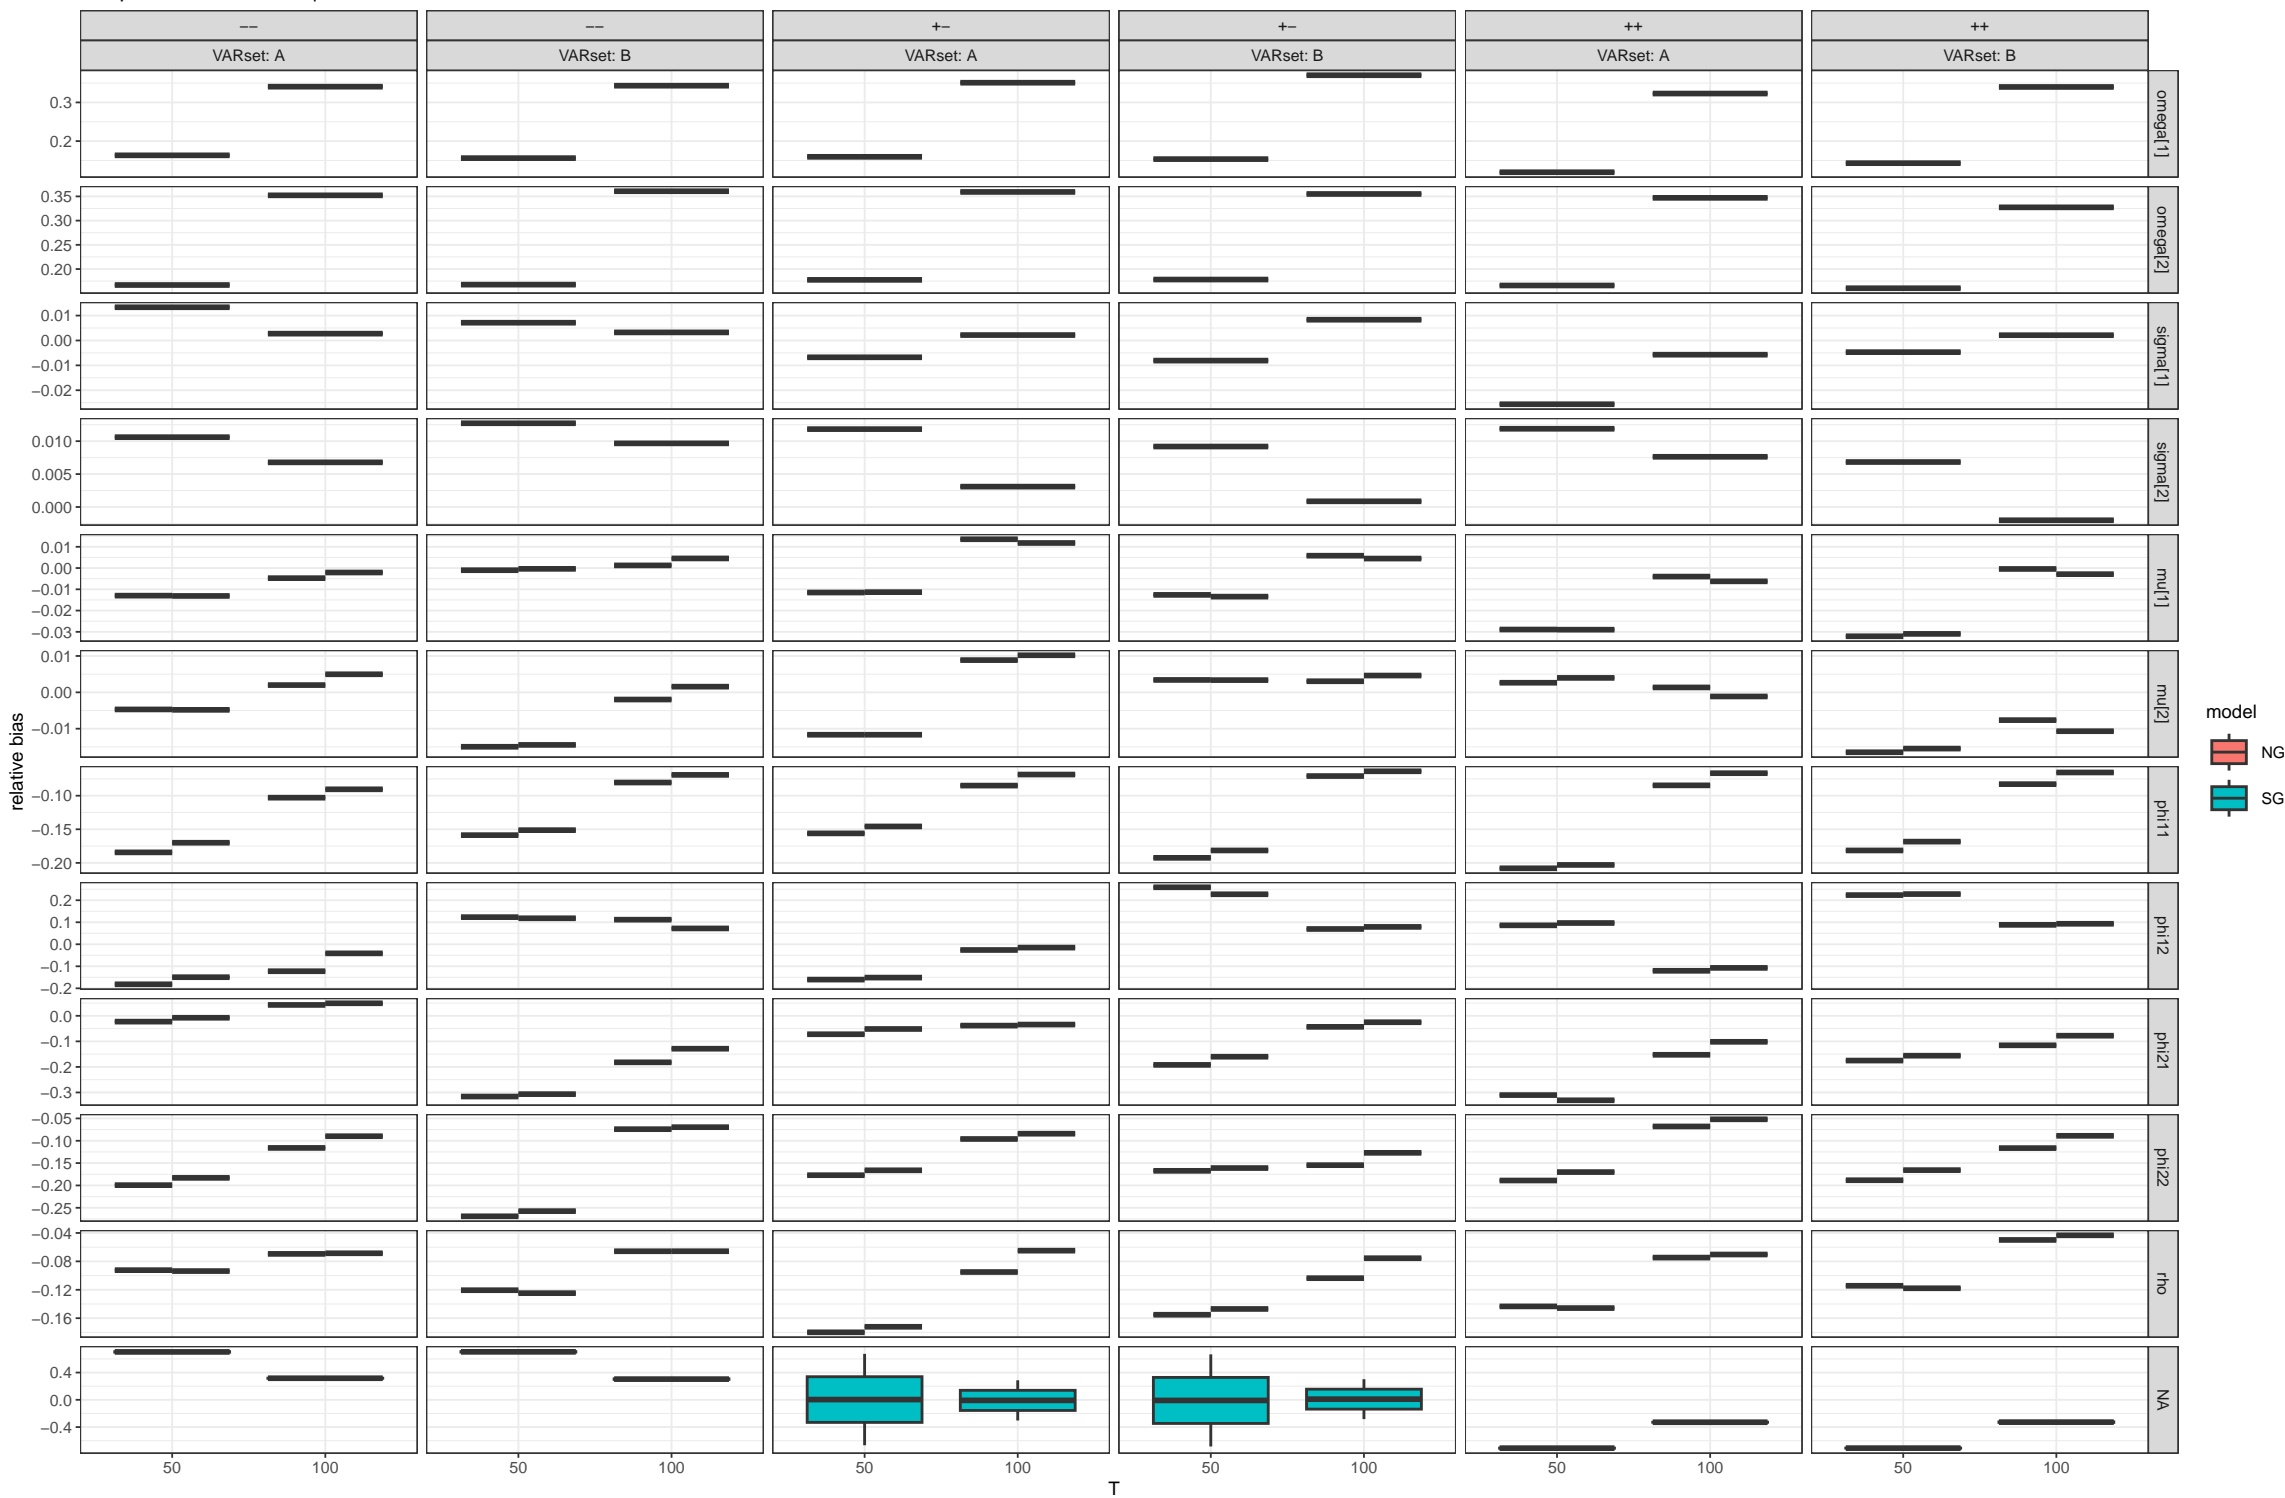 −− −− +− +− ++ ++
VARset: A VARset: B VARset: A VARset: B VARset: A VARset: B
0.3
0.2
omega[1]
0.35
0.30
0.25
0.20
omega[2]
0.01
0.00
−0.01
−0.02
sigma[1]
0.010
0.005
0.000
sigma[2]
0.01
0.00
−0.01
−0.02
−0.03
mu[1]
0.01
0.00
−0.01
mu[2]
relative bias
−0.10
−0.15
−0.20
phi11
0.2
0.1
0.0
−0.1
−0.2
phi12
0.0
−0.1
−0.2
−0.3
phi21
−0.05
−0.10
−0.15
−0.20
−0.25
phi22
−0.04
−0.08
−0.12
−0.16
rho
0.4
0.0
−0.4
NA
50 100 50 100 50 100 50 100 50 100 50 100
T
model
NG
SG